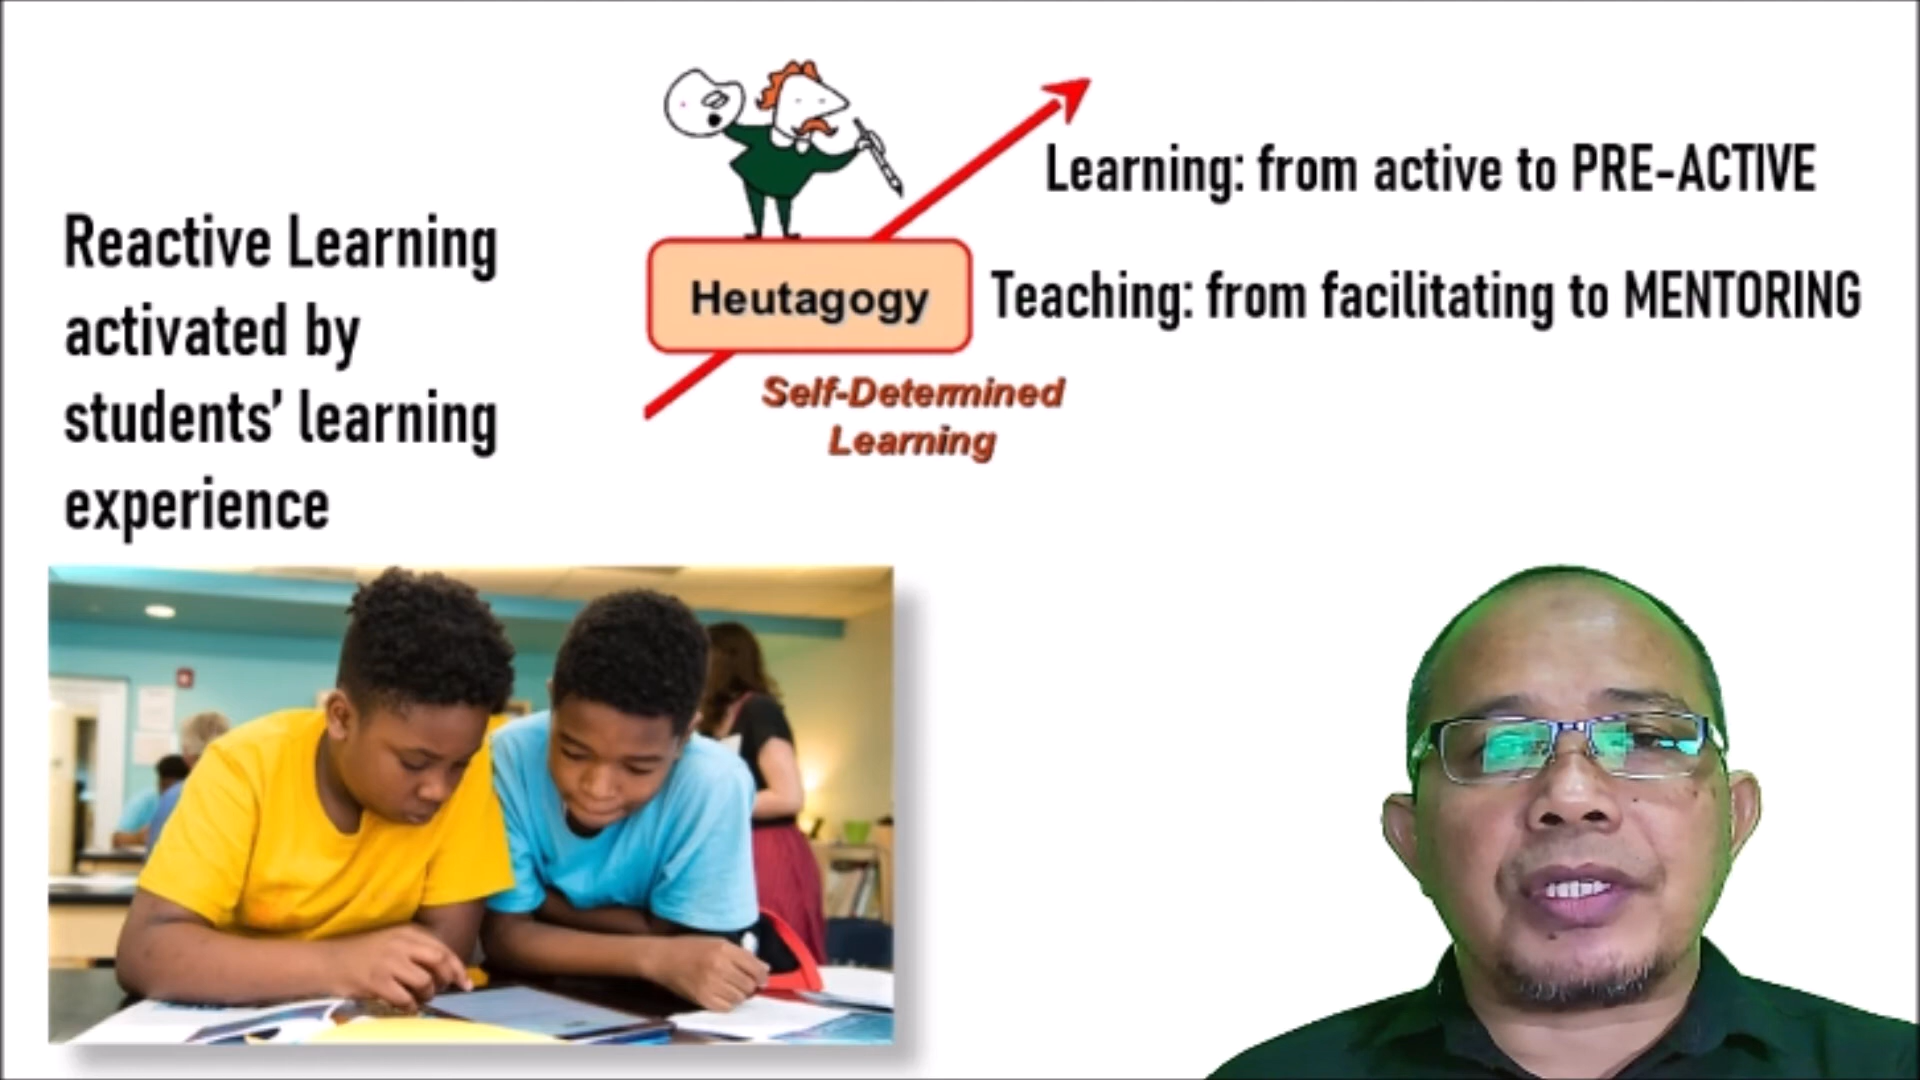 Reactive Learning
activated by
students' learning
experience
Heutagogy
Self-Determined
Learning
Learning: from active to PRE-ACTIVE
Teaching: from facilitating to MENTORING